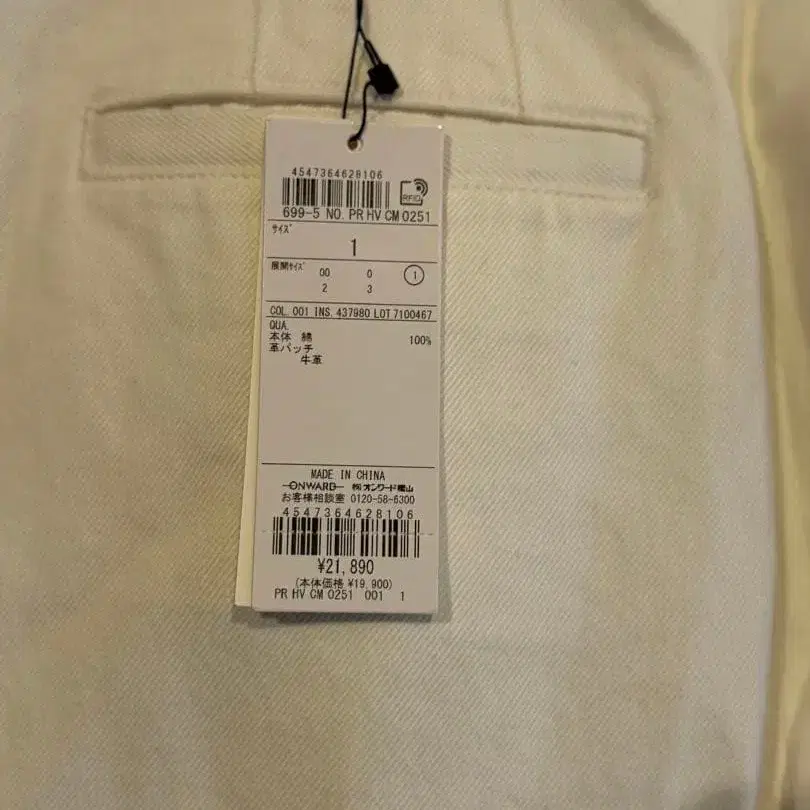 4547364628106
RFID
699-5 NO. PR HV CM 0251
サイズ
1
展開サイズ 00 0 1
2 3
COL. 001 INS. 437980 LOT 7100467
QUA.
本体 綿 100%
革パッチ
牛革
MADE IN CHINA
ONWARD ㈱オンワード樫山
お客様相談室 0120-58-6300
4547364628106
¥21,890
(本体価格 ¥19,900)
PR HV CM 0251 001 1